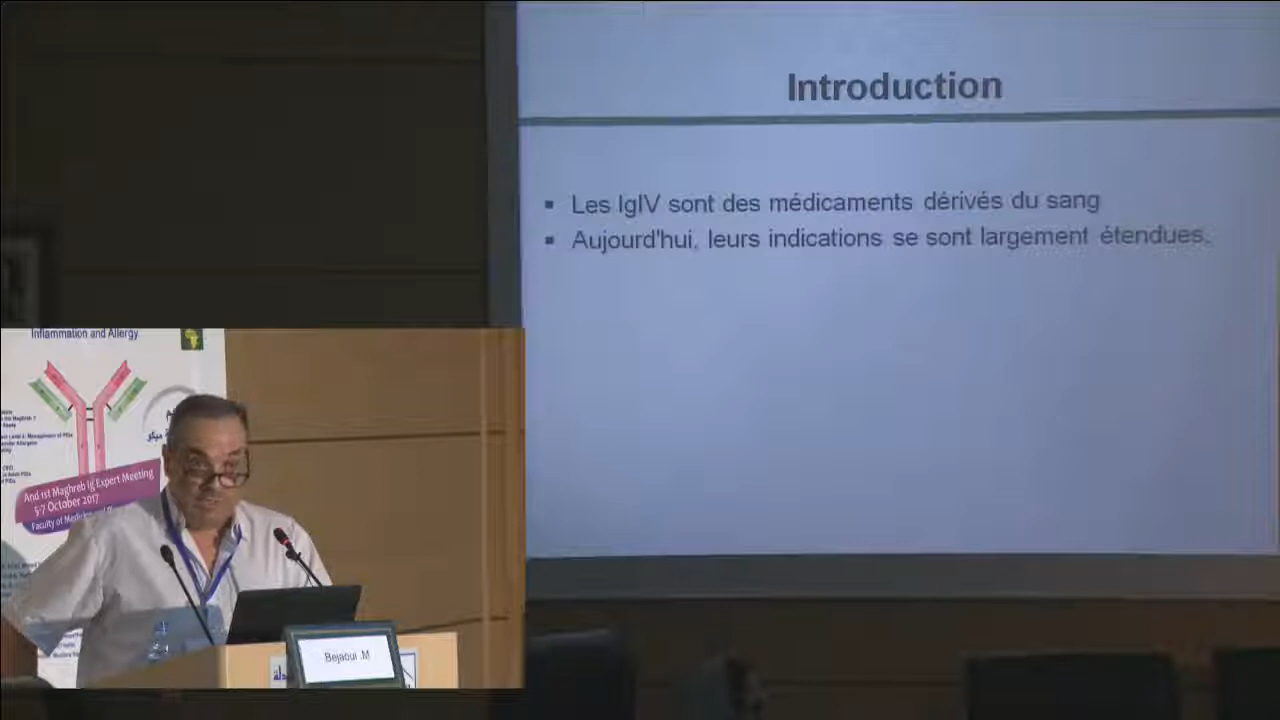 Introduction
Les IgIV sont des médicaments dérivés du sang
Aujourd'hui, leurs indications se sont largement étendues.
Inflammation and Allergy
And 1st Maghreb Ig Expert Meeting
5-7 October 2017
Faculty of
Bejaoui .M